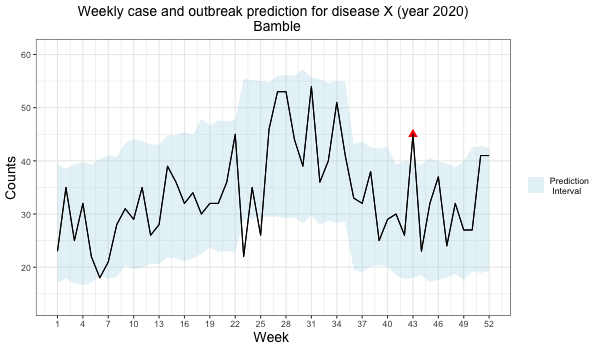 Weekly case and outbreak prediction for disease X (year 2020)
Bamble
Counts
60
50
40
30
20
1 4 7 10 13 16 19 22 25 28 31 34 37 40 43 46 49 52
Week
Prediction
Interval